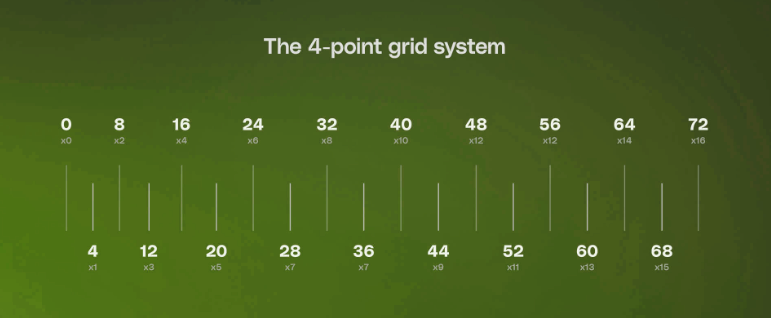 The 4-point grid system
0 8 16 24 32 40 48 56 64 72
x0 x2 x4 x6 x8 x10 x12 x12 x14 x16
4 12 20 28 36 44 52 60 68
x1 x3 x5 x7 x7 x9 x11 x13 x15